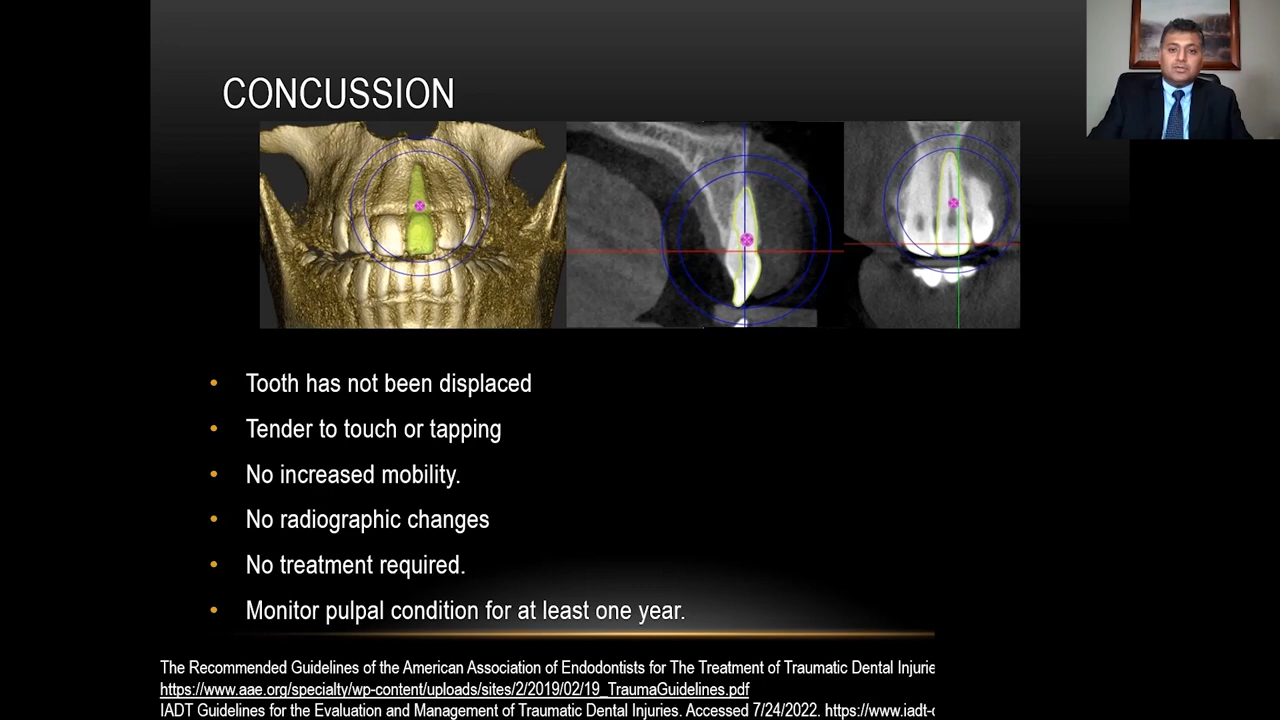 CONCUSSION
• Tooth has not been displaced
• Tender to touch or tapping
• No increased mobility.
• No radiographic changes
• No treatment required.
• Monitor pulpal condition for at least one year.
The Recommended Guidelines of the American Association of Endodontists for The Treatment of Traumatic Dental Injurie
https://www.aae.org/specialty/wp-content/uploads/sites/2/2019/02/19_TraumaGuidelines.pdf
IADT Guidelines for the Evaluation and Management of Traumatic Dental Injuries. Accessed 7/24/2022. https://www.iadt-